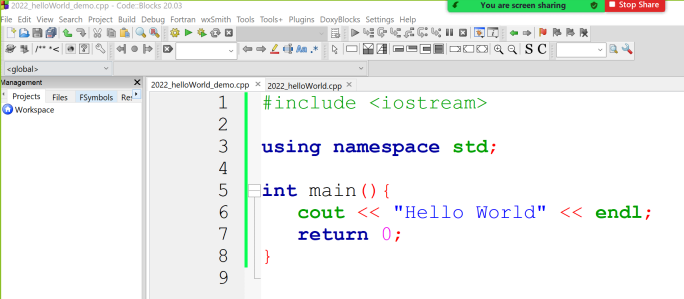 2022_helloWorld_demo.cpp - Code::Blocks 20.03
You are screen sharing
Stop Share
File Edit View Search Project Build Debug Fortran wxSmith Tools Tools+ Plugins DoxyBlocks Settings Help
/** *<
Aa .*
S C
<global>
Management
Projects Files FSymbols Res
Workspace
2022_helloWorld_demo.cpp × 2022_helloWorld.cpp ×
1 #include <iostream>
2
3 using namespace std;
4
5 int main(){
6 cout << "Hello World" << endl;
7 return 0;
8 }
9